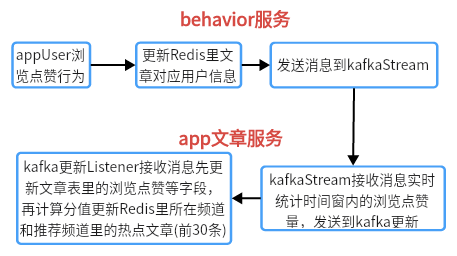 behavior服务
appUser浏
览点赞行为
更新Redis里文
章对应用户信息
发送消息到kafkaStream
app文章服务
kafka更新Listener接收消息先更
新文章表里的浏览点赞等字段，
再计算分值更新Redis里所在频道
和推荐频道里的热点文章(前30条)
kafkaStream接收消息实时
统计时间窗内的浏览点赞
量，发送到kafka更新